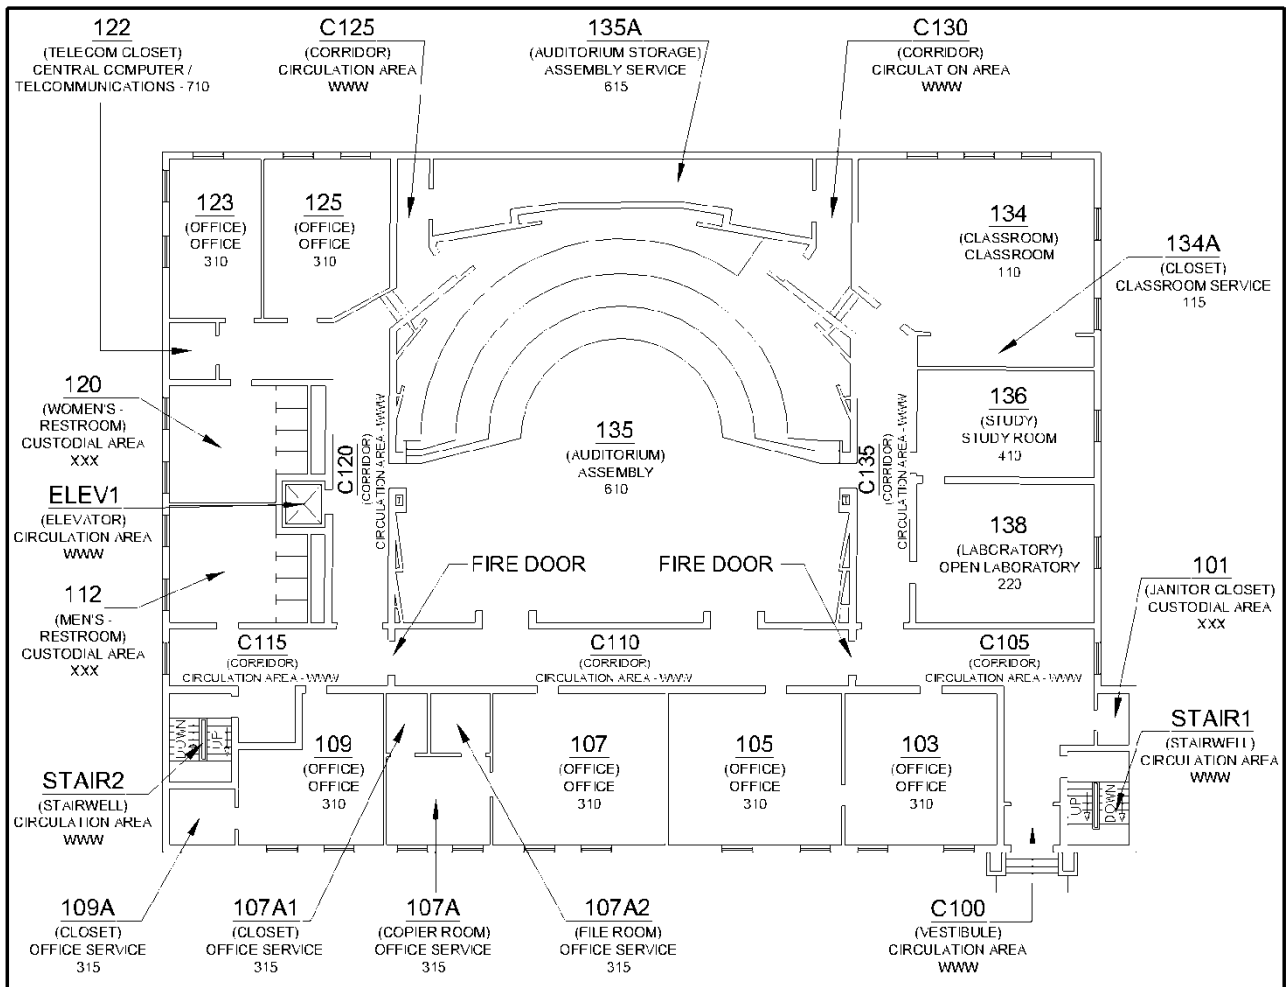 122
(TELECOM CLOSET)
CENTRAL COMPUTER /
TELCOMMUNICATIONS - 710
C125
(CORRIDOR)
CIRCULATION AREA
WWW
135A
(AUDITORIUM STORAGE)
ASSEMBLY SERVICE
615
C130
(CORRIDOR)
CIRCULAT ON AREA
WWW
123
(OFFICE)
OFFICE
310
125
(OFFICE)
OFFICE
310
134
(CLASSROOM)
CLASSROOM
110
134A
(CLOSET)
CLASSROOM SERVICE
115
120
(WOMEN'S -
RESTROOM)
CUSTODIAL AREA
XXX
C120
(CORRIDOR)
CIRCULATION AREA - WWW
135
(AUDITORIUM)
ASSEMBLY
610
C135
(CORRIDOR)
CIRCULATION AREA - WWW
136
(STUDY)
STUDY ROOM
410
ELEV1
(ELEVATOR)
CIRCULATION AREA
WWW
138
(LABORATORY)
OPEN LABORATORY
220
FIRE DOOR
FIRE DOOR
101
(JANITOR CLOSET)
CUSTODIAL AREA
XXX
112
(MEN'S -
RESTROOM)
CUSTODIAL AREA
XXX
C115
(CORRIDOR)
CIRCULATION AREA - WWW
C110
(CORRIDOR)
CIRCULATION AREA - WWW
C105
(CORRIDOR)
CIRCULATION AREA - WWW
DOWN
UP
109
(OFFICE)
OFFICE
310
107
(OFFICE)
OFFICE
310
105
(OFFICE)
OFFICE
310
103
(OFFICE)
OFFICE
310
UP
DOWN
STAIR1
(STAIRWELL)
CIRCULATION AREA
WWW
STAIR2
(STAIRWELL)
CIRCULATION AREA
WWW
109A
(CLOSET)
OFFICE SERVICE
315
107A1
(CLOSET)
OFFICE SERVICE
315
107A
(COPIER ROOM)
OFFICE SERVICE
315
107A2
(FILE ROOM)
OFFICE SERVICE
315
C100
(VESTIBULE)
CIRCULATION AREA
WWW